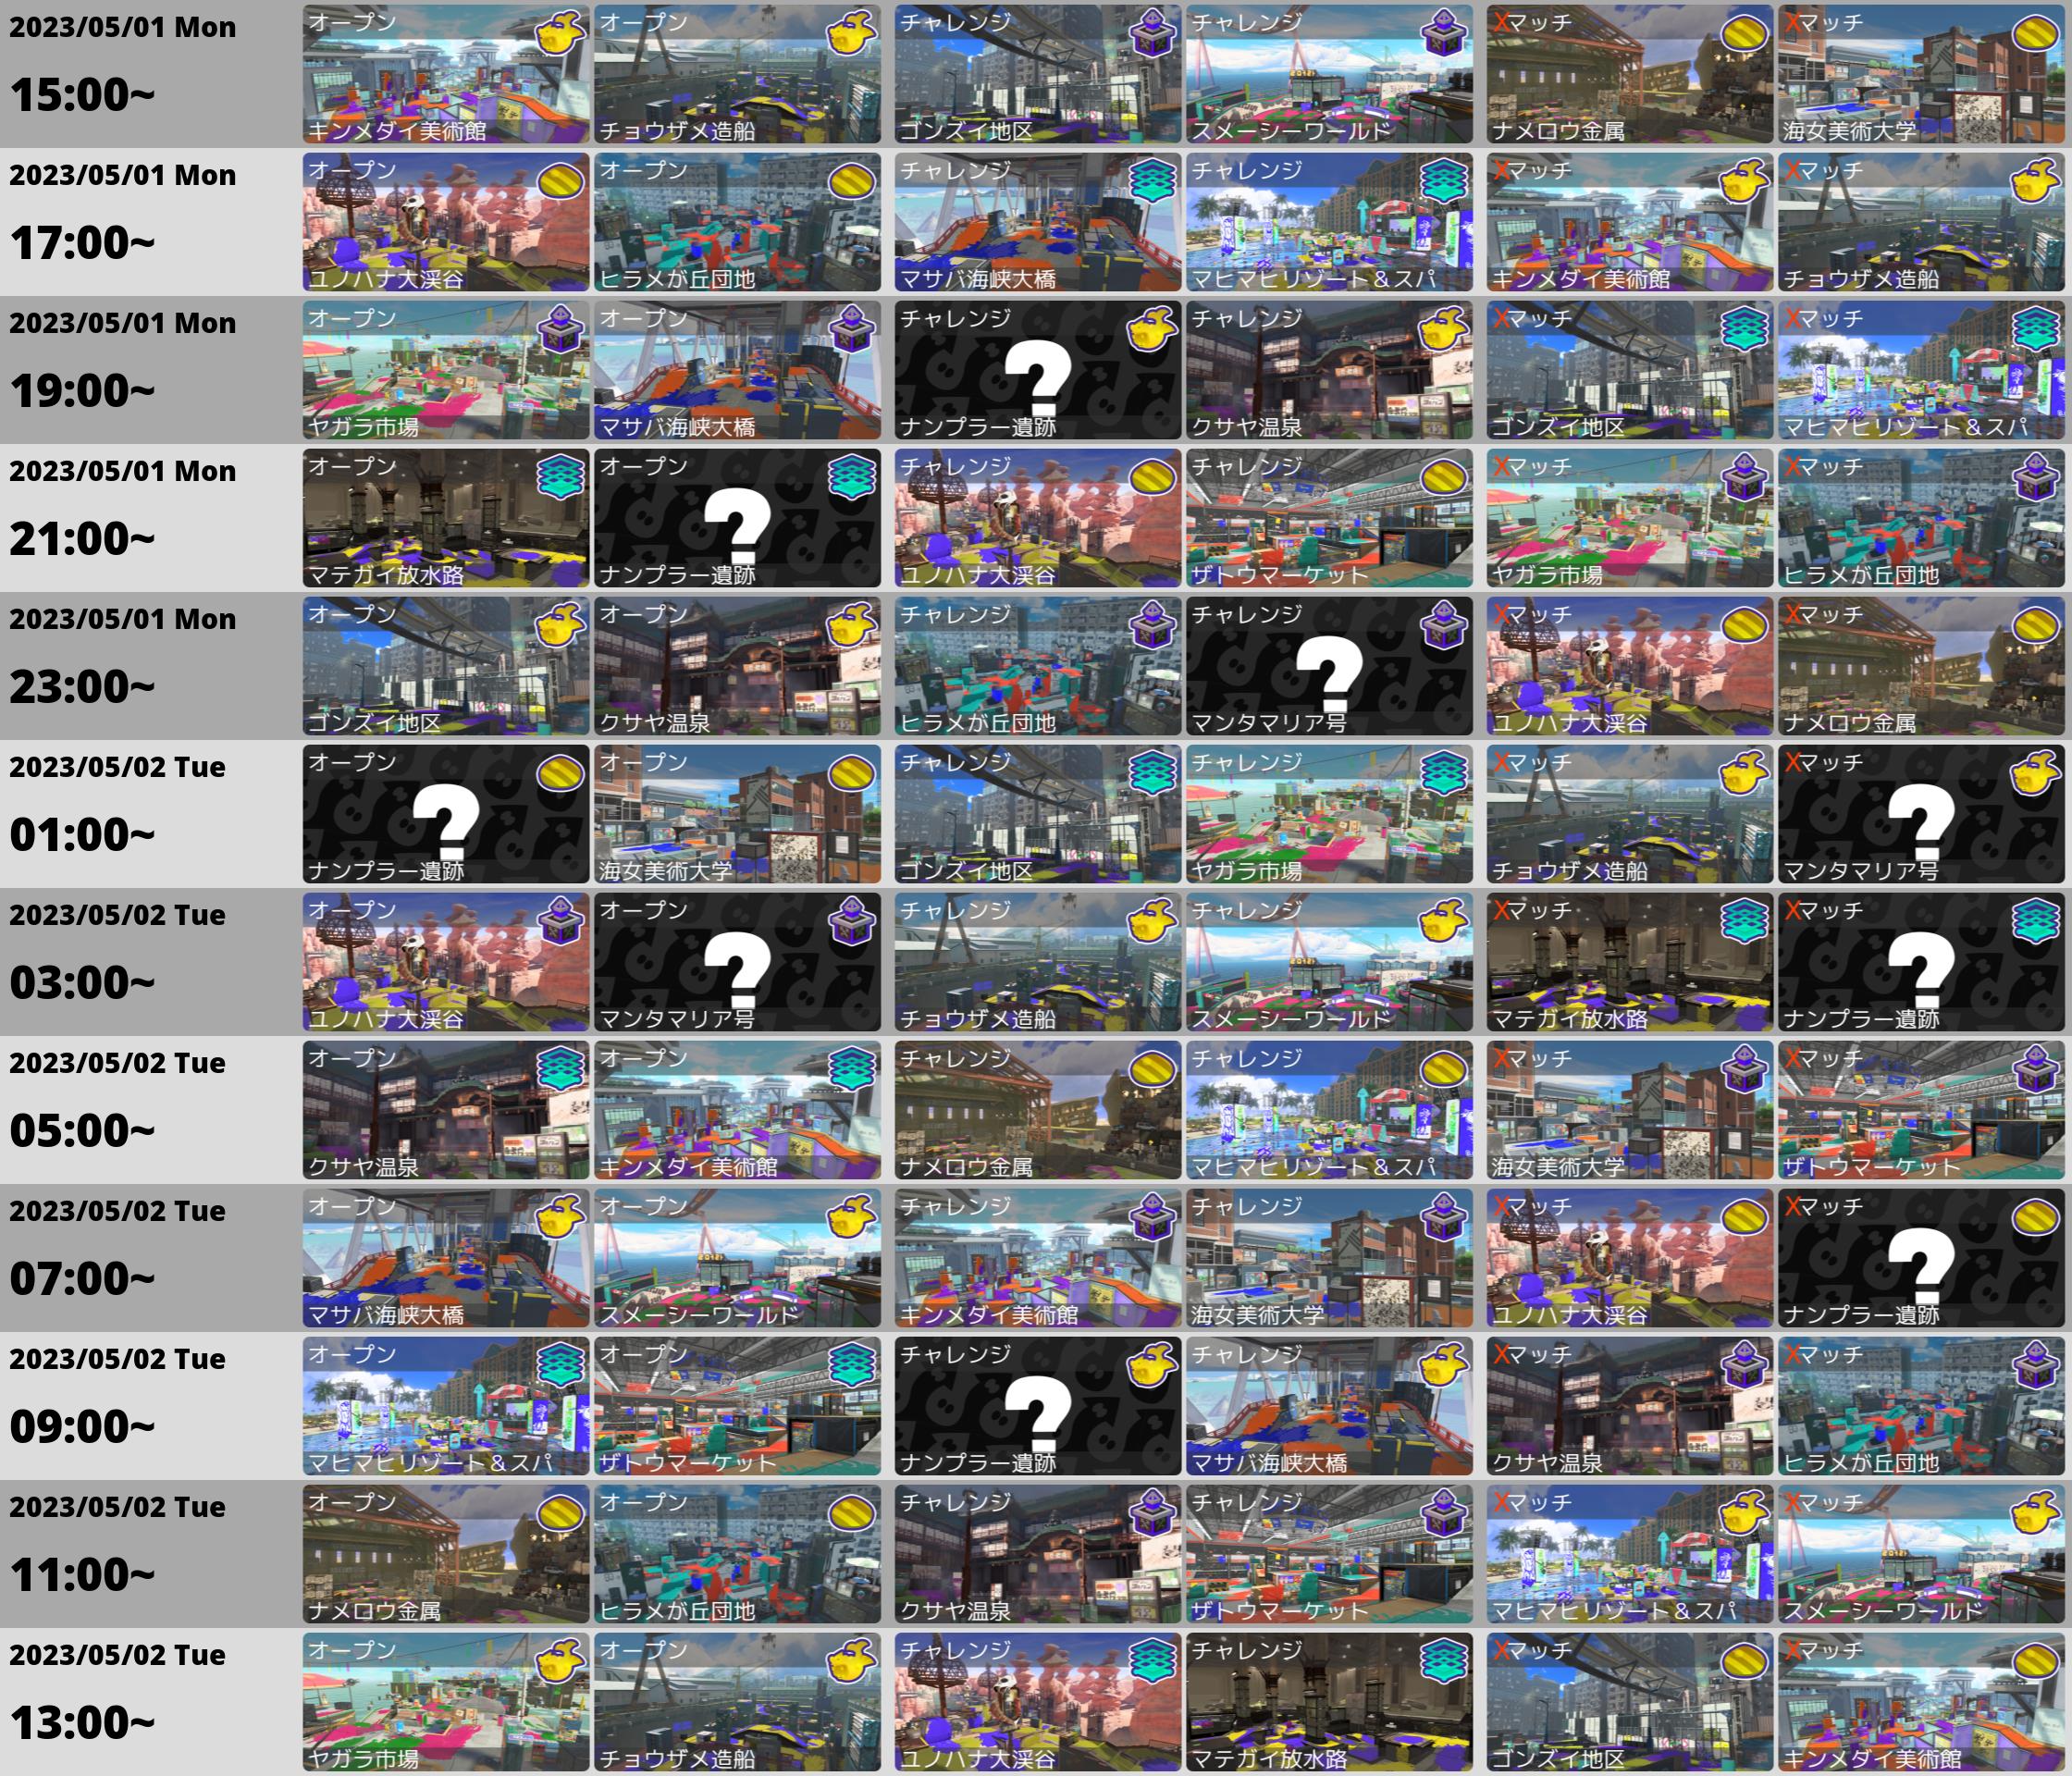 2023/05/01 Mon
15:00~
オープン
キンメダイ美術館
オープン
チョウザメ造船
チャレンジ
ゴンズイ地区
チャレンジ
スメーシーワールド
Xマッチ
ナメロウ金属
Xマッチ
海女美術大学
2023/05/01 Mon
17:00~
オープン
ユノハナ大渓谷
オープン
ヒラメが丘団地
チャレンジ
マサバ海峡大橋
チャレンジ
マヒマヒリゾート&スパ
Xマッチ
キンメダイ美術館
Xマッチ
チョウザメ造船
2023/05/01 Mon
19:00~
オープン
ヤガラ市場
オープン
マサバ海峡大橋
チャレンジ
?
ナンプラー遺跡
チャレンジ
クサヤ温泉
Xマッチ
ゴンズイ地区
Xマッチ
マヒマヒリゾート&スパ
2023/05/01 Mon
21:00~
オープン
マテガイ放水路
オープン
?
ナンプラー遺跡
チャレンジ
ユノハナ大渓谷
チャレンジ
ザトウマーケット
Xマッチ
ヤガラ市場
Xマッチ
ヒラメが丘団地
2023/05/01 Mon
23:00~
オープン
ゴンズイ地区
オープン
クサヤ温泉
チャレンジ
ヒラメが丘団地
チャレンジ
?
マンタマリア号
Xマッチ
ユノハナ大渓谷
Xマッチ
ナメロウ金属
2023/05/02 Tue
01:00~
オープン
?
ナンプラー遺跡
オープン
海女美術大学
チャレンジ
ゴンズイ地区
チャレンジ
ヤガラ市場
Xマッチ
チョウザメ造船
Xマッチ
?
マンタマリア号
2023/05/02 Tue
03:00~
オープン
ユノハナ大渓谷
オープン
?
マンタマリア号
チャレンジ
チョウザメ造船
チャレンジ
スメーシーワールド
Xマッチ
マテガイ放水路
Xマッチ
?
ナンプラー遺跡
2023/05/02 Tue
05:00~
オープン
クサヤ温泉
オープン
キンメダイ美術館
チャレンジ
ナメロウ金属
チャレンジ
マヒマヒリゾート&スパ
Xマッチ
海女美術大学
Xマッチ
ザトウマーケット
2023/05/02 Tue
07:00~
オープン
マサバ海峡大橋
オープン
スメーシーワールド
チャレンジ
キンメダイ美術館
チャレンジ
海女美術大学
Xマッチ
ユノハナ大渓谷
Xマッチ
?
ナンプラー遺跡
2023/05/02 Tue
09:00~
オープン
マヒマヒリゾート&スパ
オープン
ザトウマーケット
チャレンジ
?
ナンプラー遺跡
チャレンジ
マサバ海峡大橋
Xマッチ
クサヤ温泉
Xマッチ
ヒラメが丘団地
2023/05/02 Tue
11:00~
オープン
ナメロウ金属
オープン
ヒラメが丘団地
チャレンジ
クサヤ温泉
チャレンジ
ザトウマーケット
Xマッチ
マヒマヒリゾート&スパ
Xマッチ
スメーシーワールド
2023/05/02 Tue
13:00~
オープン
ヤガラ市場
オープン
チョウザメ造船
チャレンジ
ユノハナ大渓谷
チャレンジ
マテガイ放水路
Xマッチ
ゴンズイ地区
Xマッチ
キンメダイ美術館